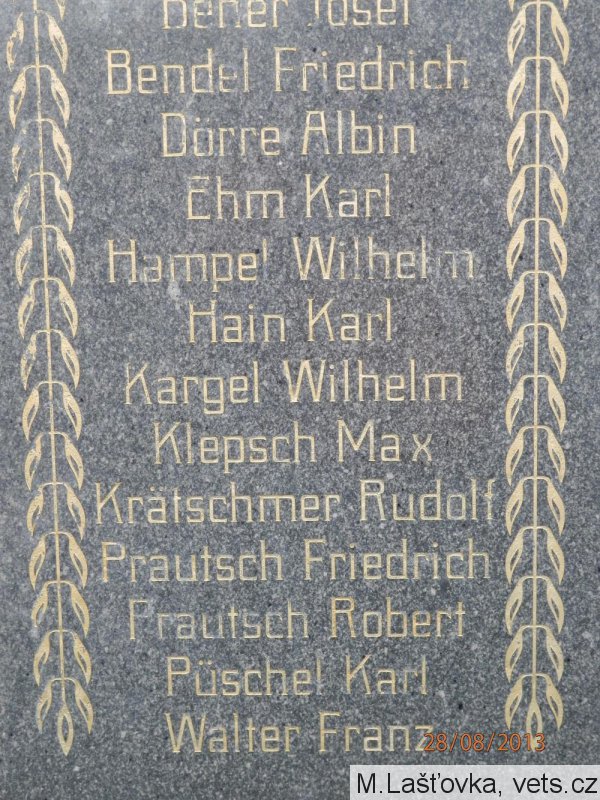 Josef
Bendel Friedrich
Dörre Albin
Ehm Karl
Hampel Wilhelm
Hain Karl
Kargel Wilhelm
Klepsch Max
Krätschmer Rudolf
Prautsch Friedrich
Prautsch Robert
Püschel Karl
Walter Franz
28/08/2013
M.Lašťovka, vets.cz